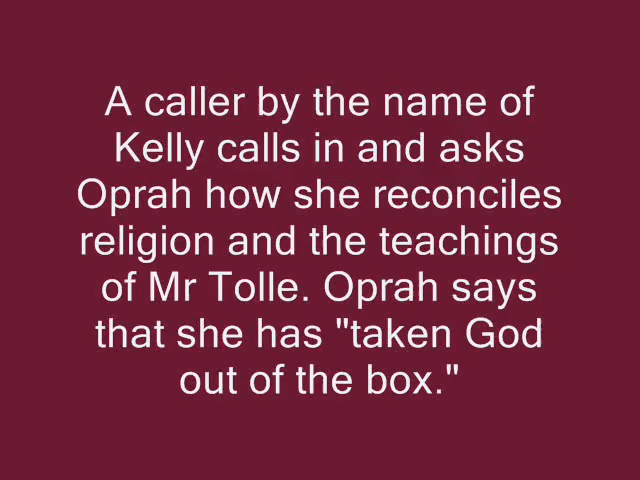 A caller by the name of
Kelly calls in and asks
Oprah how she reconciles
religion and the teachings
of Mr Tolle. Oprah says
that she has "taken God
out of the box."